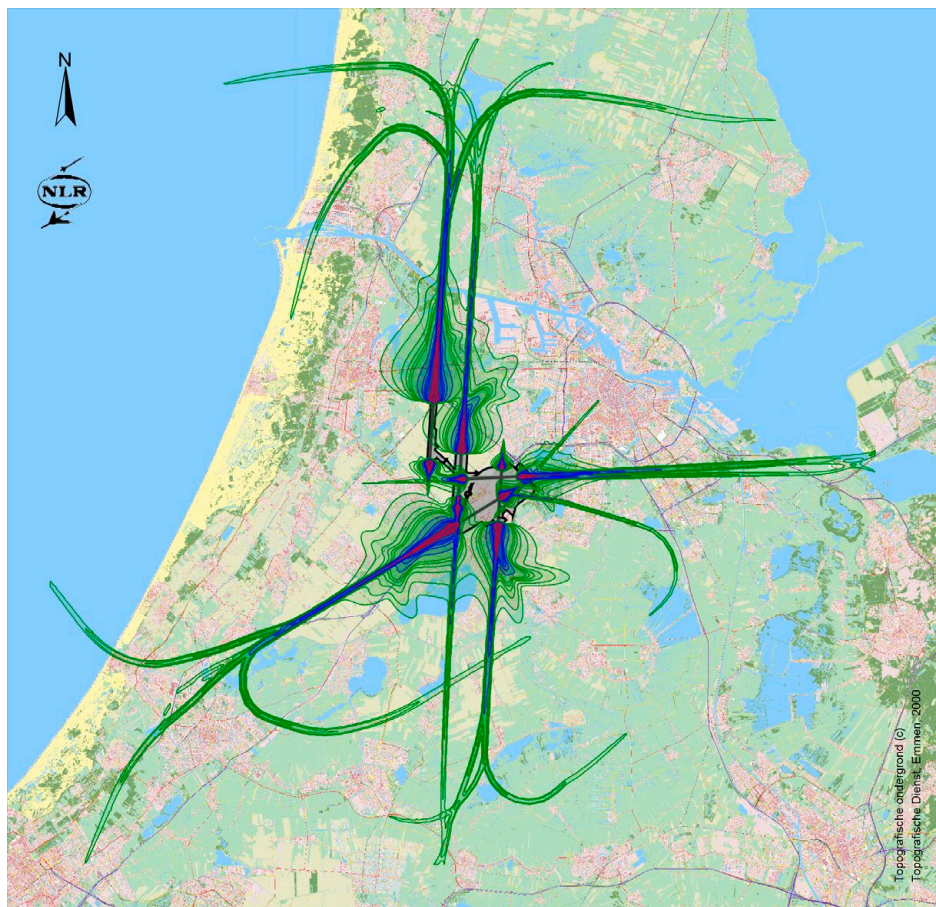 N
NLR
Topografische ondergrond (c)
Topografische Dienst, Emmen, 2000